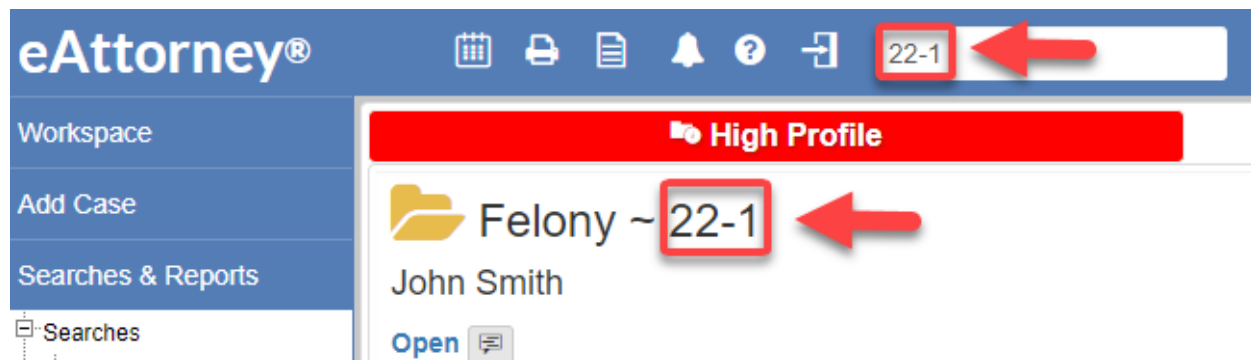 eAttorney®
22-1
Workspace
High Profile
Add Case
Felony ~ 22-1
John Smith
Searches & Reports
Searches
Open